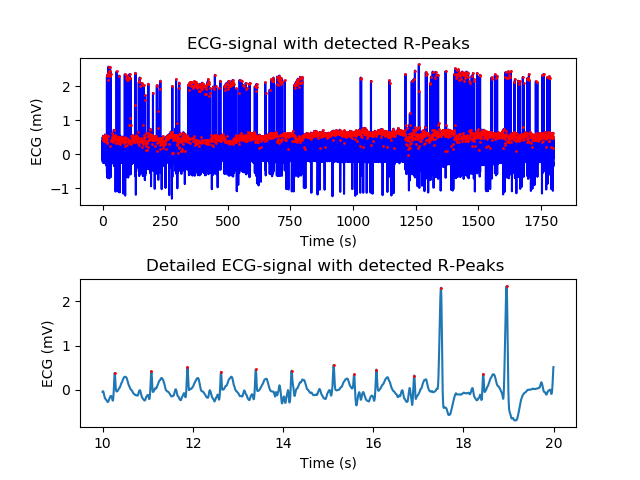 ECG-signal with detected R-Peaks
2
1
0
−1
ECG (mV)
0 250 500 750 1000 1250 1500 1750
Time (s)
Detailed ECG-signal with detected R-Peaks
2
1
0
ECG (mV)
10 12 14 16 18 20
Time (s)